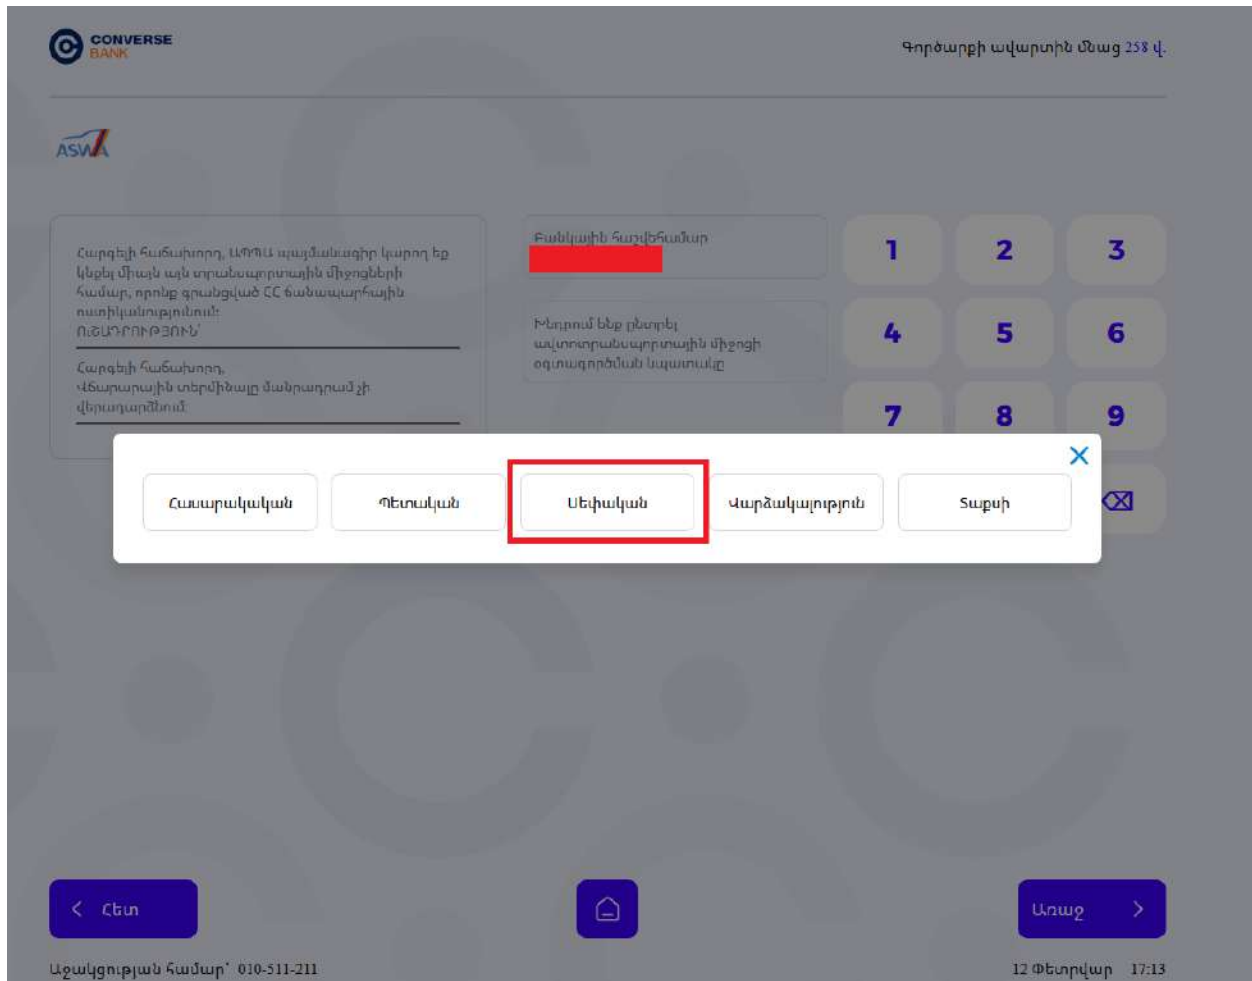 CONVERSE
BANK
Գործարքի ավարտին մնաց 258 վ.
ASWA
Հարգելի հաճախորդ, ԱՊՊԱ պայմանագիր կարող եք
կնքել միայն այն տրանսպորտային միջոցների
համար, որոնք գրանցված ՀՀ ճանապարհային
ոստիկանությունում:
ՈւՇԱԴՐՈՒԹՅՈՒՆ՝
Հարգելի հաճախորդ,
Վճարային տերմինալը մանրադրամ չի
վերադարձնում:
Բանկային հաշվեհամար
Խնդրում ենք ընտրել
ավտոտրանսպորտային միջոցի
օգտագործման նպատակը
1 2 3
4 5 6
7 8 9
Հասարակական
Պետական
Սեփական
Վարձակալություն
Տաքսի
Հետ
Առաջ
Աջակցության համար՝ 010-511-211
12 Փետրվար 17:13